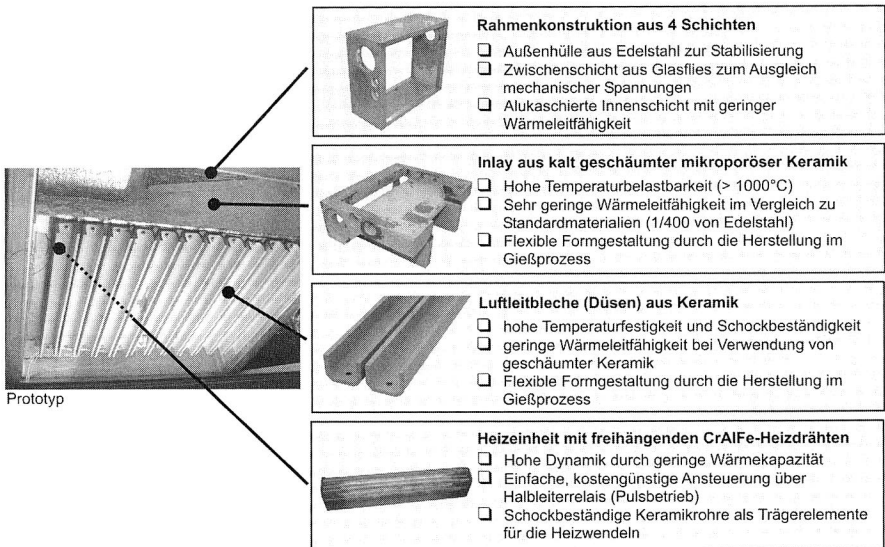 Rahmenkonstruktion aus 4 Schichten
❑ Außenhülle aus Edelstahl zur Stabilisierung
❑ Zwischenschicht aus Glasflies zum Ausgleich
mechanischer Spannungen
❑ Alukaschierte Innenschicht mit geringer
Wärmeleitfähigkeit
Inlay aus kalt geschäumter mikroporöser Keramik
❑ Hohe Temperaturbelastbarkeit (> 1000°C)
❑ Sehr geringe Wärmeleitfähigkeit im Vergleich zu
Standardmaterialien (1/400 von Edelstahl)
❑ Flexible Formgestaltung durch die Herstellung im
Gießprozess
Luftleitbleche (Düsen) aus Keramik
❑ hohe Temperaturfestigkeit und Schockbeständigkeit
❑ geringe Wärmeleitfähigkeit bei Verwendung von
geschäumter Keramik
❑ Flexible Formgestaltung durch die Herstellung im
Gießprozess
Prototyp
Heizeinheit mit freihängenden CrAlFe-Heizdrähten
❑ Hohe Dynamik durch geringe Wärmekapazität
❑ Einfache, kostengünstige Ansteuerung über
Halbleiterrelais (Pulsbetrieb)
❑ Schockbeständige Keramikrohre als Trägerelemente
für die Heizwendeln